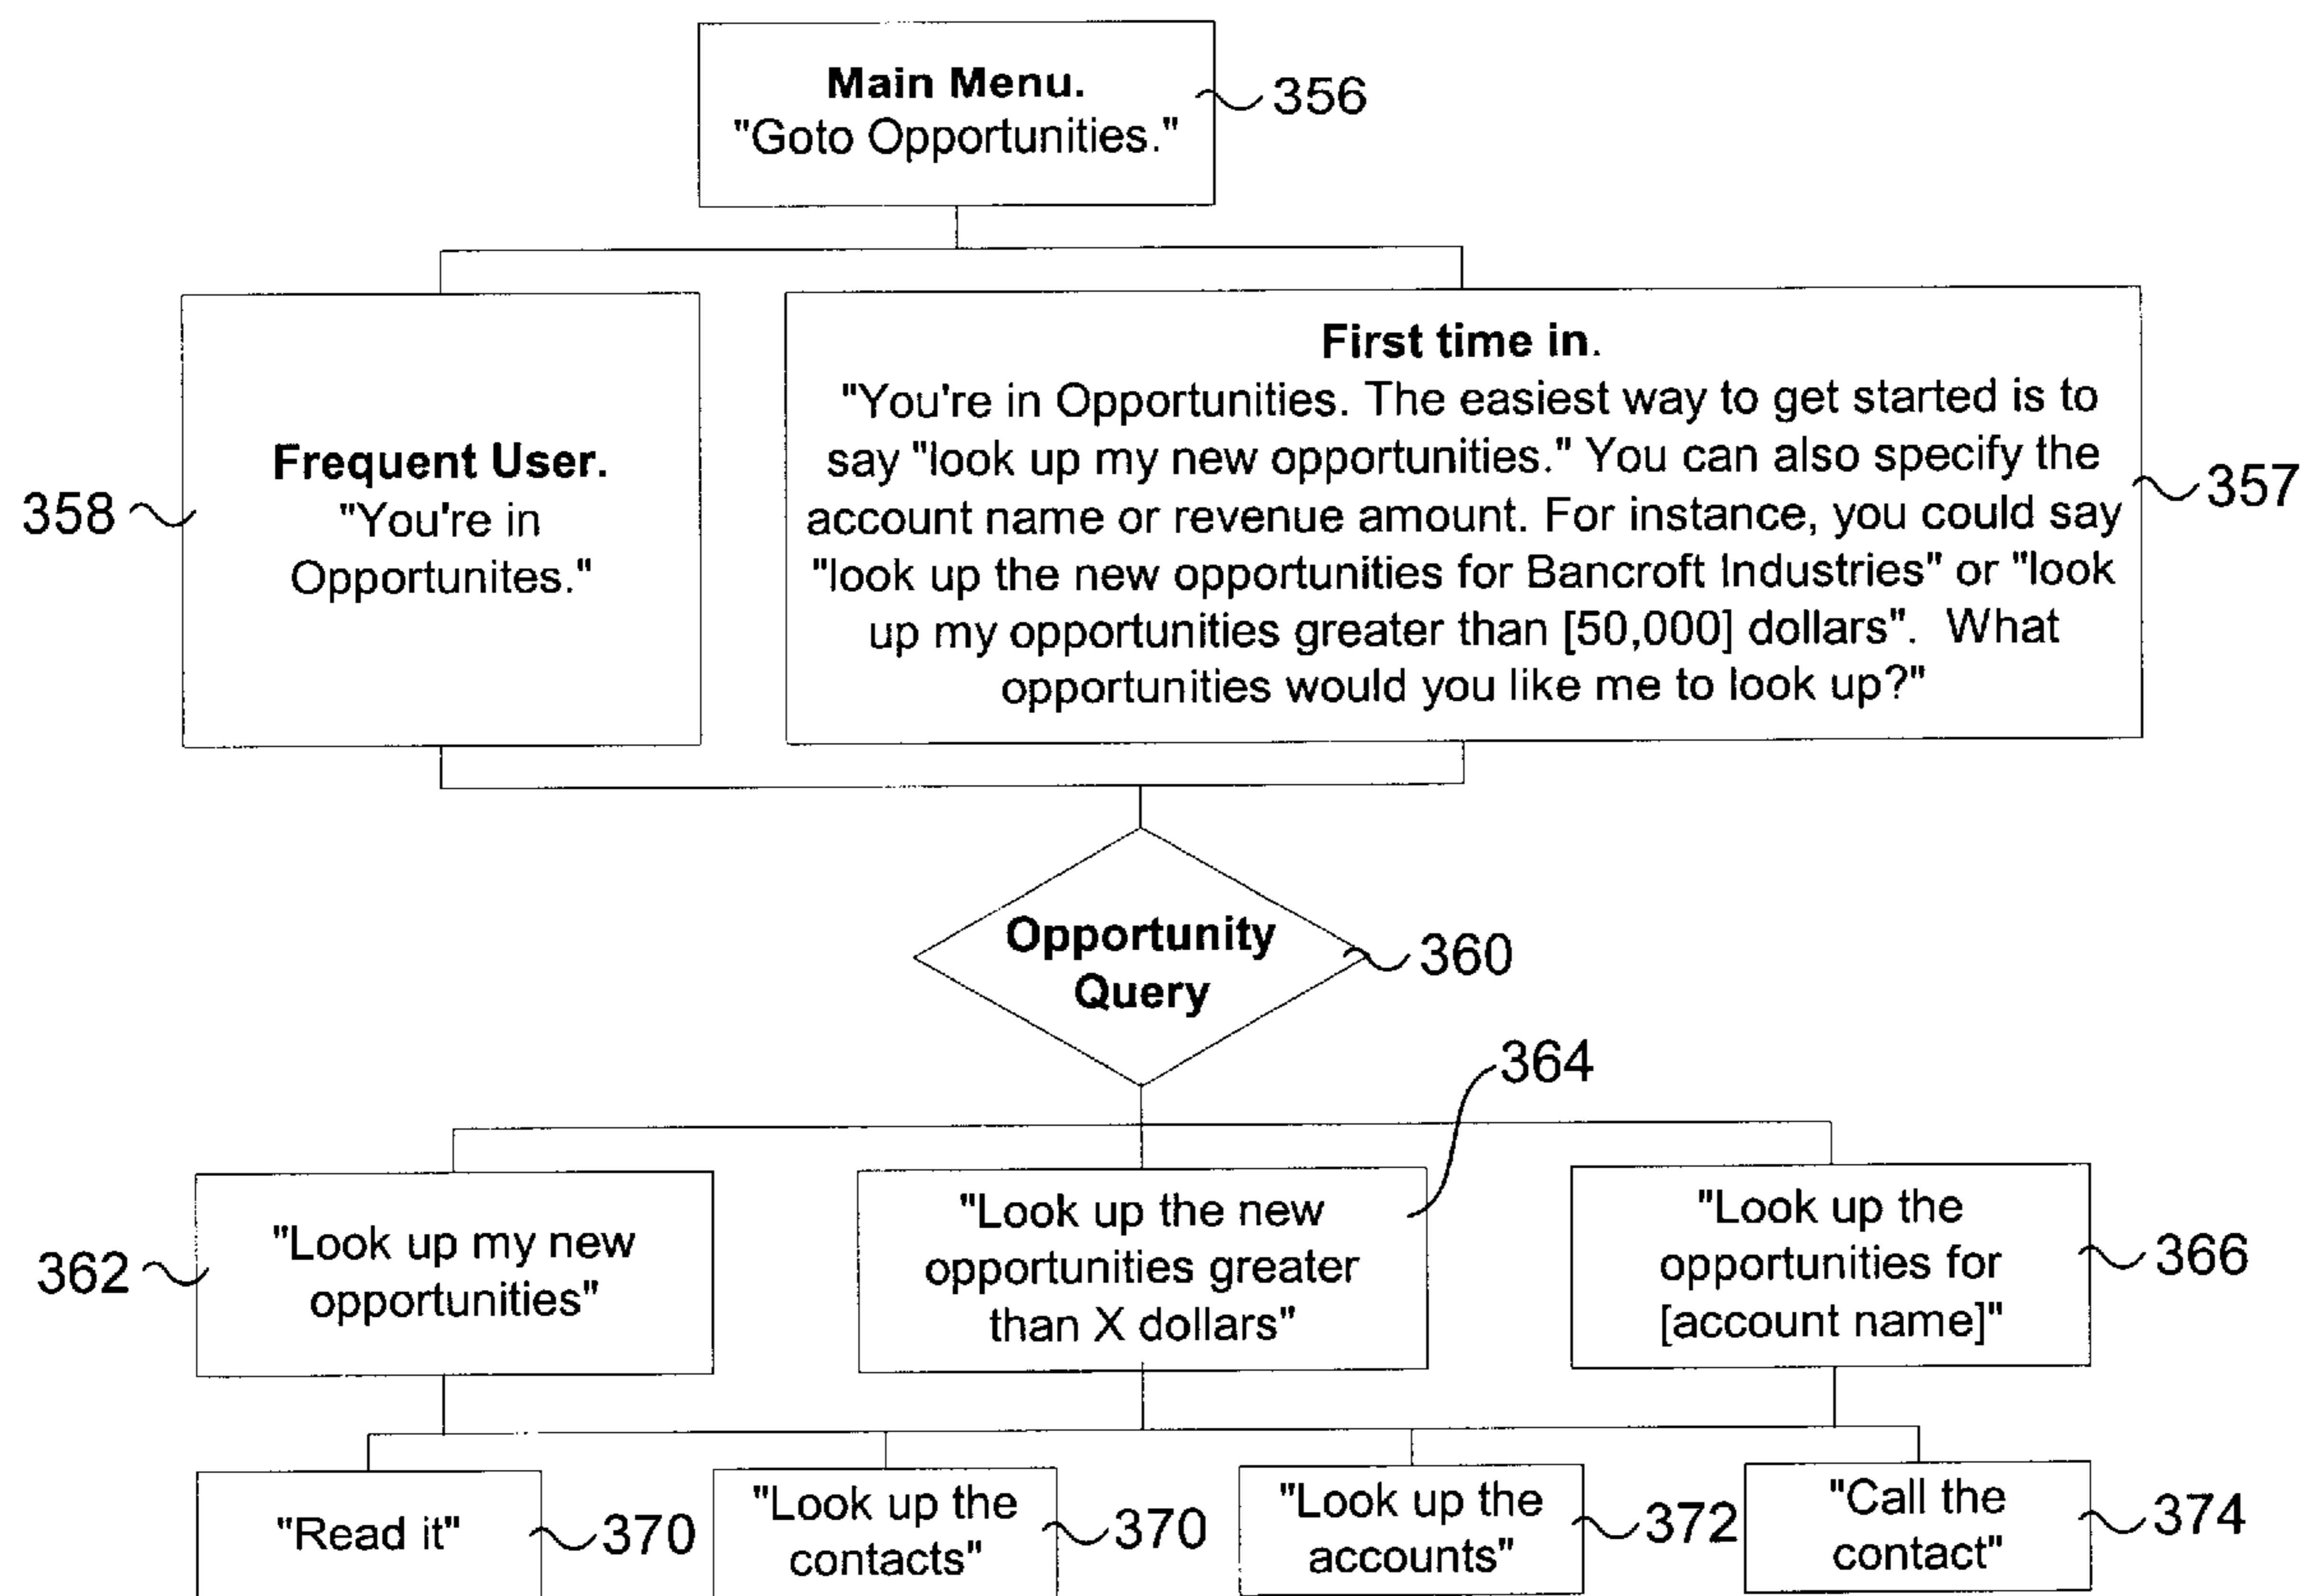 Main Menu.
"Goto Opportunities."
356
Frequent User.
"You're in
Opportunites."
358
First time in.
"You're in Opportunities. The easiest way to get started is to
say "look up my new opportunities." You can also specify the
account name or revenue amount. For instance, you could say
"look up the new opportunities for Bancroft Industries" or "look
up my opportunities greater than [50,000] dollars".  What
opportunities would you like me to look up?"
357
Opportunity
Query
360
364
362
"Look up my new
opportunities"
"Look up the new
opportunities greater
than X dollars"
"Look up the
opportunities for
[account name]"
366
"Read it"
370
"Look up the
contacts"
370
"Look up the
accounts"
372
"Call the
contact"
374